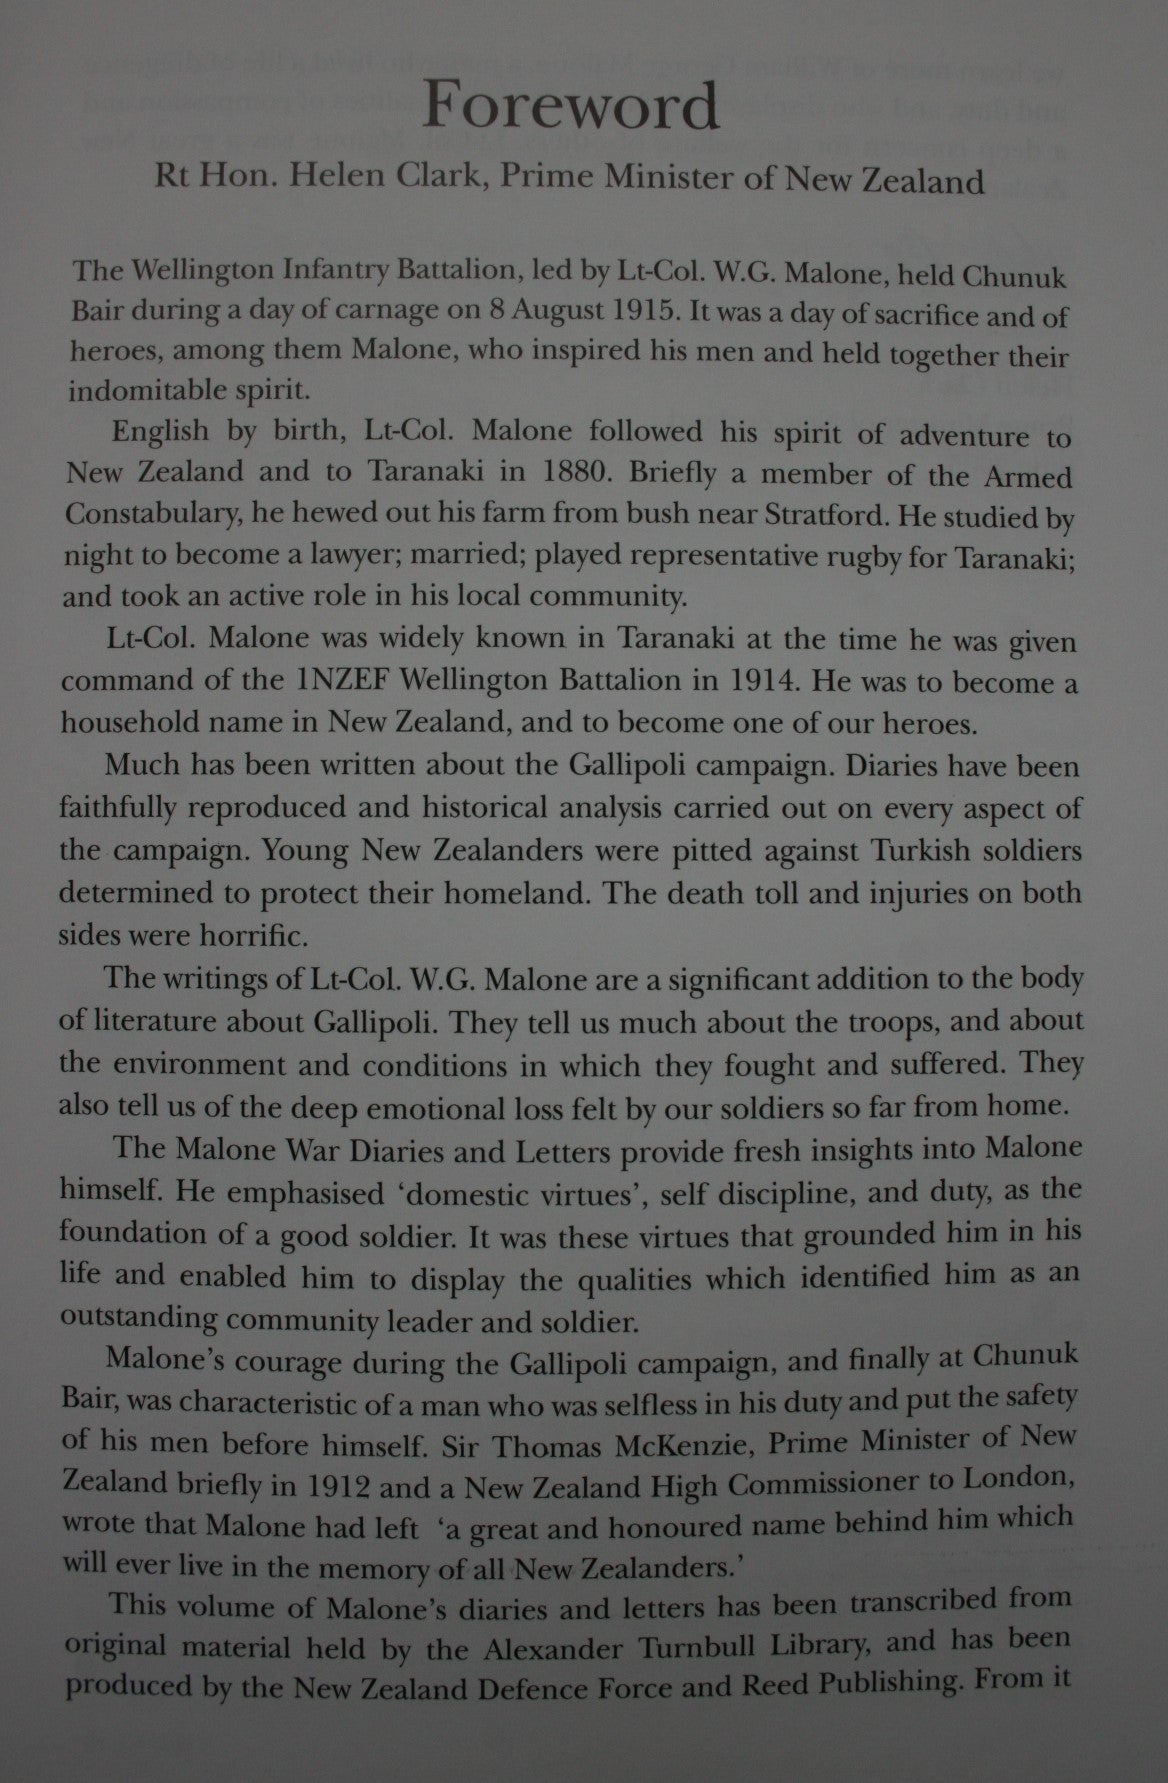 Foreword
Rt Hon. Helen Clark, Prime Minister of New Zealand
The Wellington Infantry Battalion, led by Lt-Col. W.G. Malone, held Chunuk
Bair during a day of carnage on 8 August 1915. It was a day of sacrifice and of
heroes, among them Malone, who inspired his men and held together their
indomitable spirit.
English by birth, Lt-Col. Malone followed his spirit of adventure to
New Zealand and to Taranaki in 1880. Briefly a member of the Armed
Constabulary, he hewed out his farm from bush near Stratford. He studied by
night to become a lawyer; married; played representative rugby for Taranaki;
and took an active role in his local community.
Lt-Col. Malone was widely known in Taranaki at the time he was given
command of the 1NZEF Wellington Battalion in 1914. He was to become a
household name in New Zealand, and to become one of our heroes.
Much has been written about the Gallipoli campaign. Diaries have been
faithfully reproduced and historical analysis carried out on every aspect of
the campaign. Young New Zealanders were pitted against Turkish soldiers
determined to protect their homeland. The death toll and injuries on both
sides were horrific.
The writings of Lt-Col. W.G. Malone are a significant addition to the body
of literature about Gallipoli. They tell us much about the troops, and about
the environment and conditions in which they fought and suffered. They
also tell us of the deep emotional loss felt by our soldiers so far from home.
The Malone War Diaries and Letters provide fresh insights into Malone
himself. He emphasised ‘domestic virtues’, self discipline, and duty, as the
foundation of a good soldier. It was these virtues that grounded him in his
life and enabled him to display the qualities which identified him as an
outstanding community leader and soldier.
Malone’s courage during the Gallipoli campaign, and finally at Chunuk
Bair, was characteristic of a man who was selfless in his duty and put the safety
of his men before himself. Sir Thomas McKenzie, Prime Minister of New
Zealand briefly in 1912 and a New Zealand High Commissioner to London,
wrote that Malone had left ‘a great and honoured name behind him which
will ever live in the memory of all New Zealanders.’
This volume of Malone’s diaries and letters has been transcribed from
original material held by the Alexander Turnbull Library, and has been
produced by the New Zealand Defence Force and Reed Publishing. From it